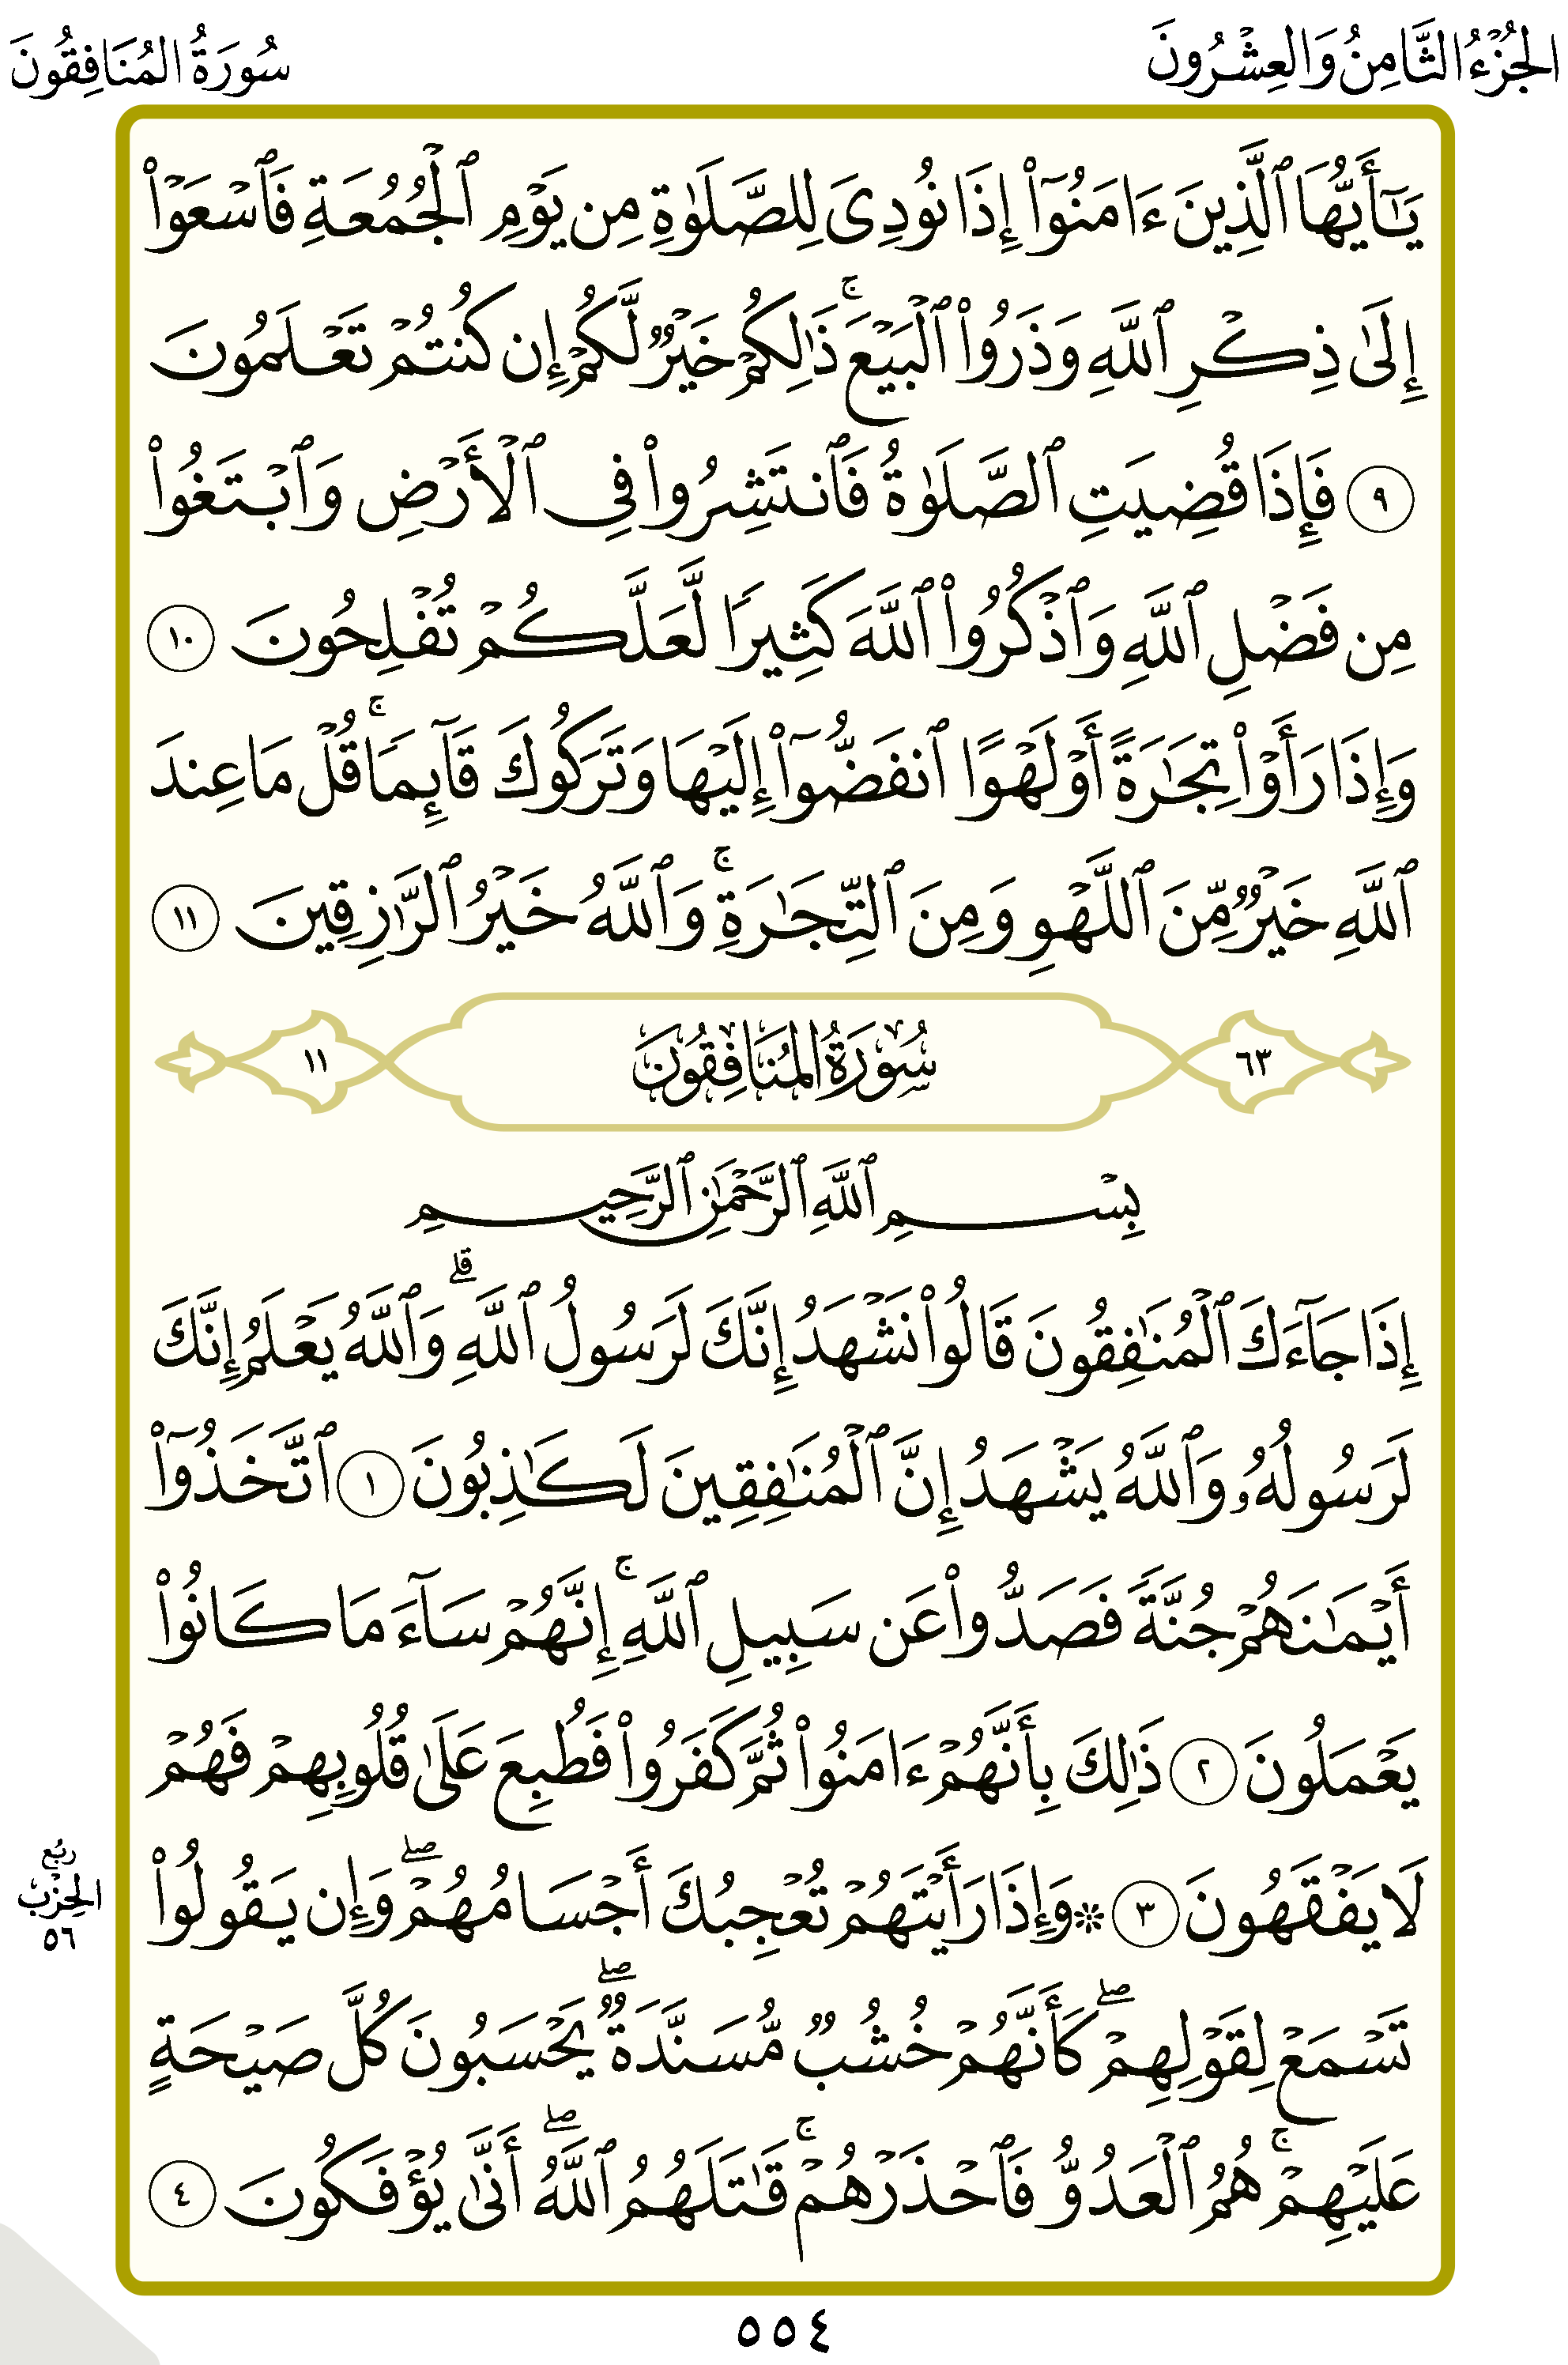 الجُزْءُ الثَّامِنُ وَالعِشْرُونَ
سُورَةُ المُنَافِقُونَ
يَٰٓأَيُّهَا ٱلَّذِينَ ءَامَنُوٓا۟ إِذَا نُودِىَ لِلصَّلَوٰةِ مِن يَوْمِ ٱلْجُمُعَةِ فَٱسْعَوْا۟
إِلَىٰ ذِكْرِ ٱللَّهِ وَذَرُوا۟ ٱلْبَيْعَ ۚ ذَٰلِكُمْ خَيْرٌ لَّكُمْ إِن كُنتُمْ تَعْلَمُونَ
٩ فَإِذَا قُضِيَتِ ٱلصَّلَوٰةُ فَٱنتَشِرُوا۟ فِى ٱلْأَرْضِ وَٱبْتَغُوا۟
مِن فَضْلِ ٱللَّهِ وَٱذْكُرُوا۟ ٱللَّهَ كَثِيرًا لَّعَلَّكُمْ تُفْلِحُونَ ١٠
وَإِذَا رَأَوْا۟ تِجَٰرَةً أَوْ لَهْوًا ٱنفَضُّوٓا۟ إِلَيْهَا وَتَرَكُوكَ قَآئِمًا ۚ قُلْ مَا عِندَ
ٱللَّهِ خَيْرٌ مِّنَ ٱللَّهْوِ وَمِنَ ٱلتِّجَٰرَةِ ۚ وَٱللَّهُ خَيْرُ ٱلرَّٰزِقِينَ ١١
٦٣ سُورَةُ المُنَافِقُونَ ١١
بِسْمِ ٱللَّهِ ٱلرَّحْمَٰنِ ٱلرَّحِيمِ
إِذَا جَآءَكَ ٱلْمُنَٰفِقُونَ قَالُوا۟ نَشْهَدُ إِنَّكَ لَرَسُولُ ٱللَّهِ ۗ وَٱللَّهُ يَعْلَمُ إِنَّكَ
لَرَسُولُهُۥ وَٱللَّهُ يَشْهَدُ إِنَّ ٱلْمُنَٰفِقِينَ لَكَٰذِبُونَ ١ ٱتَّخَذُوٓا۟
أَيْمَٰنَهُمْ جُنَّةً فَصَدُّوا۟ عَن سَبِيلِ ٱللَّهِ ۚ إِنَّهُمْ سَآءَ مَا كَانُوا۟
يَعْمَلُونَ ٢ ذَٰلِكَ بِأَنَّهُمْ ءَامَنُوا۟ ثُمَّ كَفَرُوا۟ فَطُبِعَ عَلَىٰ قُلُوبِهِمْ فَهُمْ
لَا يَفْقَهُونَ ٣ ۞ وَإِذَا رَأَيْتَهُمْ تُعْجِبُكَ أَجْسَامُهُمْ ۖ وَإِن يَقُولُوا۟
تَسْمَعْ لِقَوْلِهِمْ ۖ كَأَنَّهُمْ خُشُبٌ مُّسَنَّدَةٌ ۖ يَحْسَبُونَ كُلَّ صَيْحَةٍ
عَلَيْهِمْ ۚ هُمُ ٱلْعَدُوُّ فَٱحْذَرْهُمْ ۚ قَٰتَلَهُمُ ٱللَّهُ ۖ أَنَّىٰ يُؤْفَكُونَ ٤
رُبُع
الحِزْب
٥٦
٥٥٤